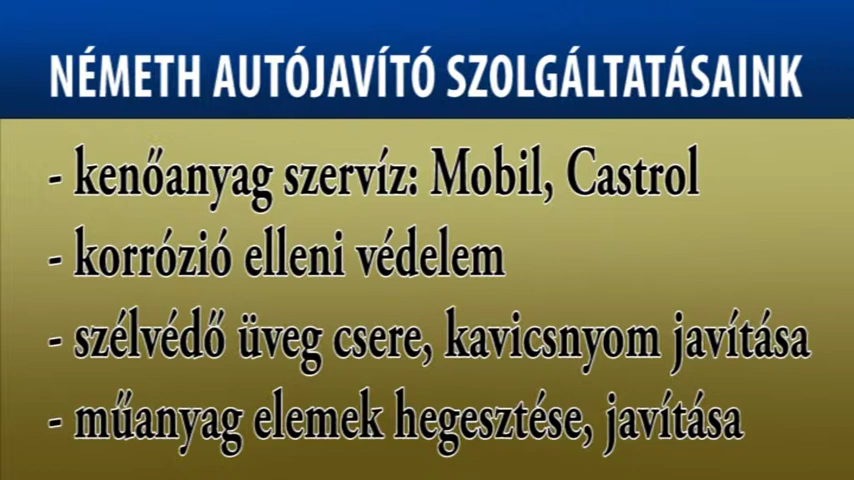 NÉMETH AUTÓJAVÍTÓ SZOLGÁLTATÁSAINK
- kenőanyag szervíz: Mobil, Castrol
- korrózió elleni védelem
- szélvédő üveg csere, kavicsnyom javítása
- műanyag elemek hegesztése, javítása